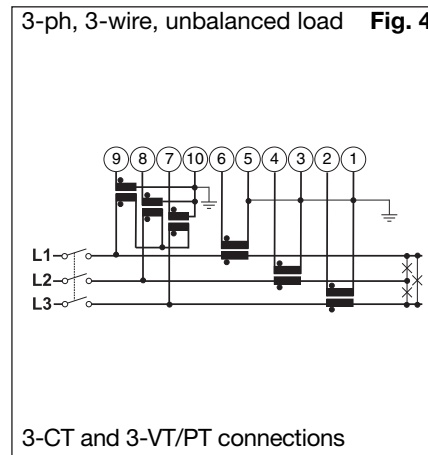 3-ph, 3-wire, unbalanced load Fig. 4
9 8 7 10 6 5 4 3 2 1
L1
L2
L3
3-CT and 3-VT/PT connections